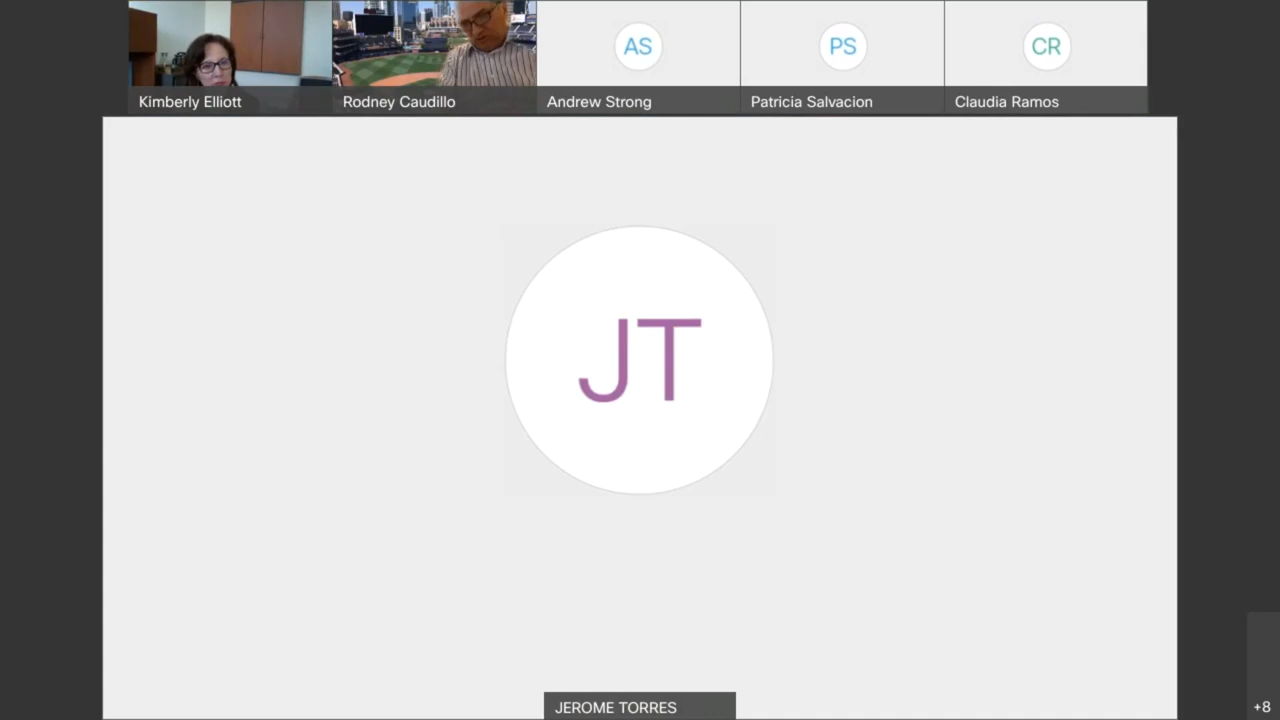 AS
PS
CR
Kimberly Elliott
Rodney Caudillo
Andrew Strong
Patricia Salvacion
Claudia Ramos
JT
JEROME TORRES
+8